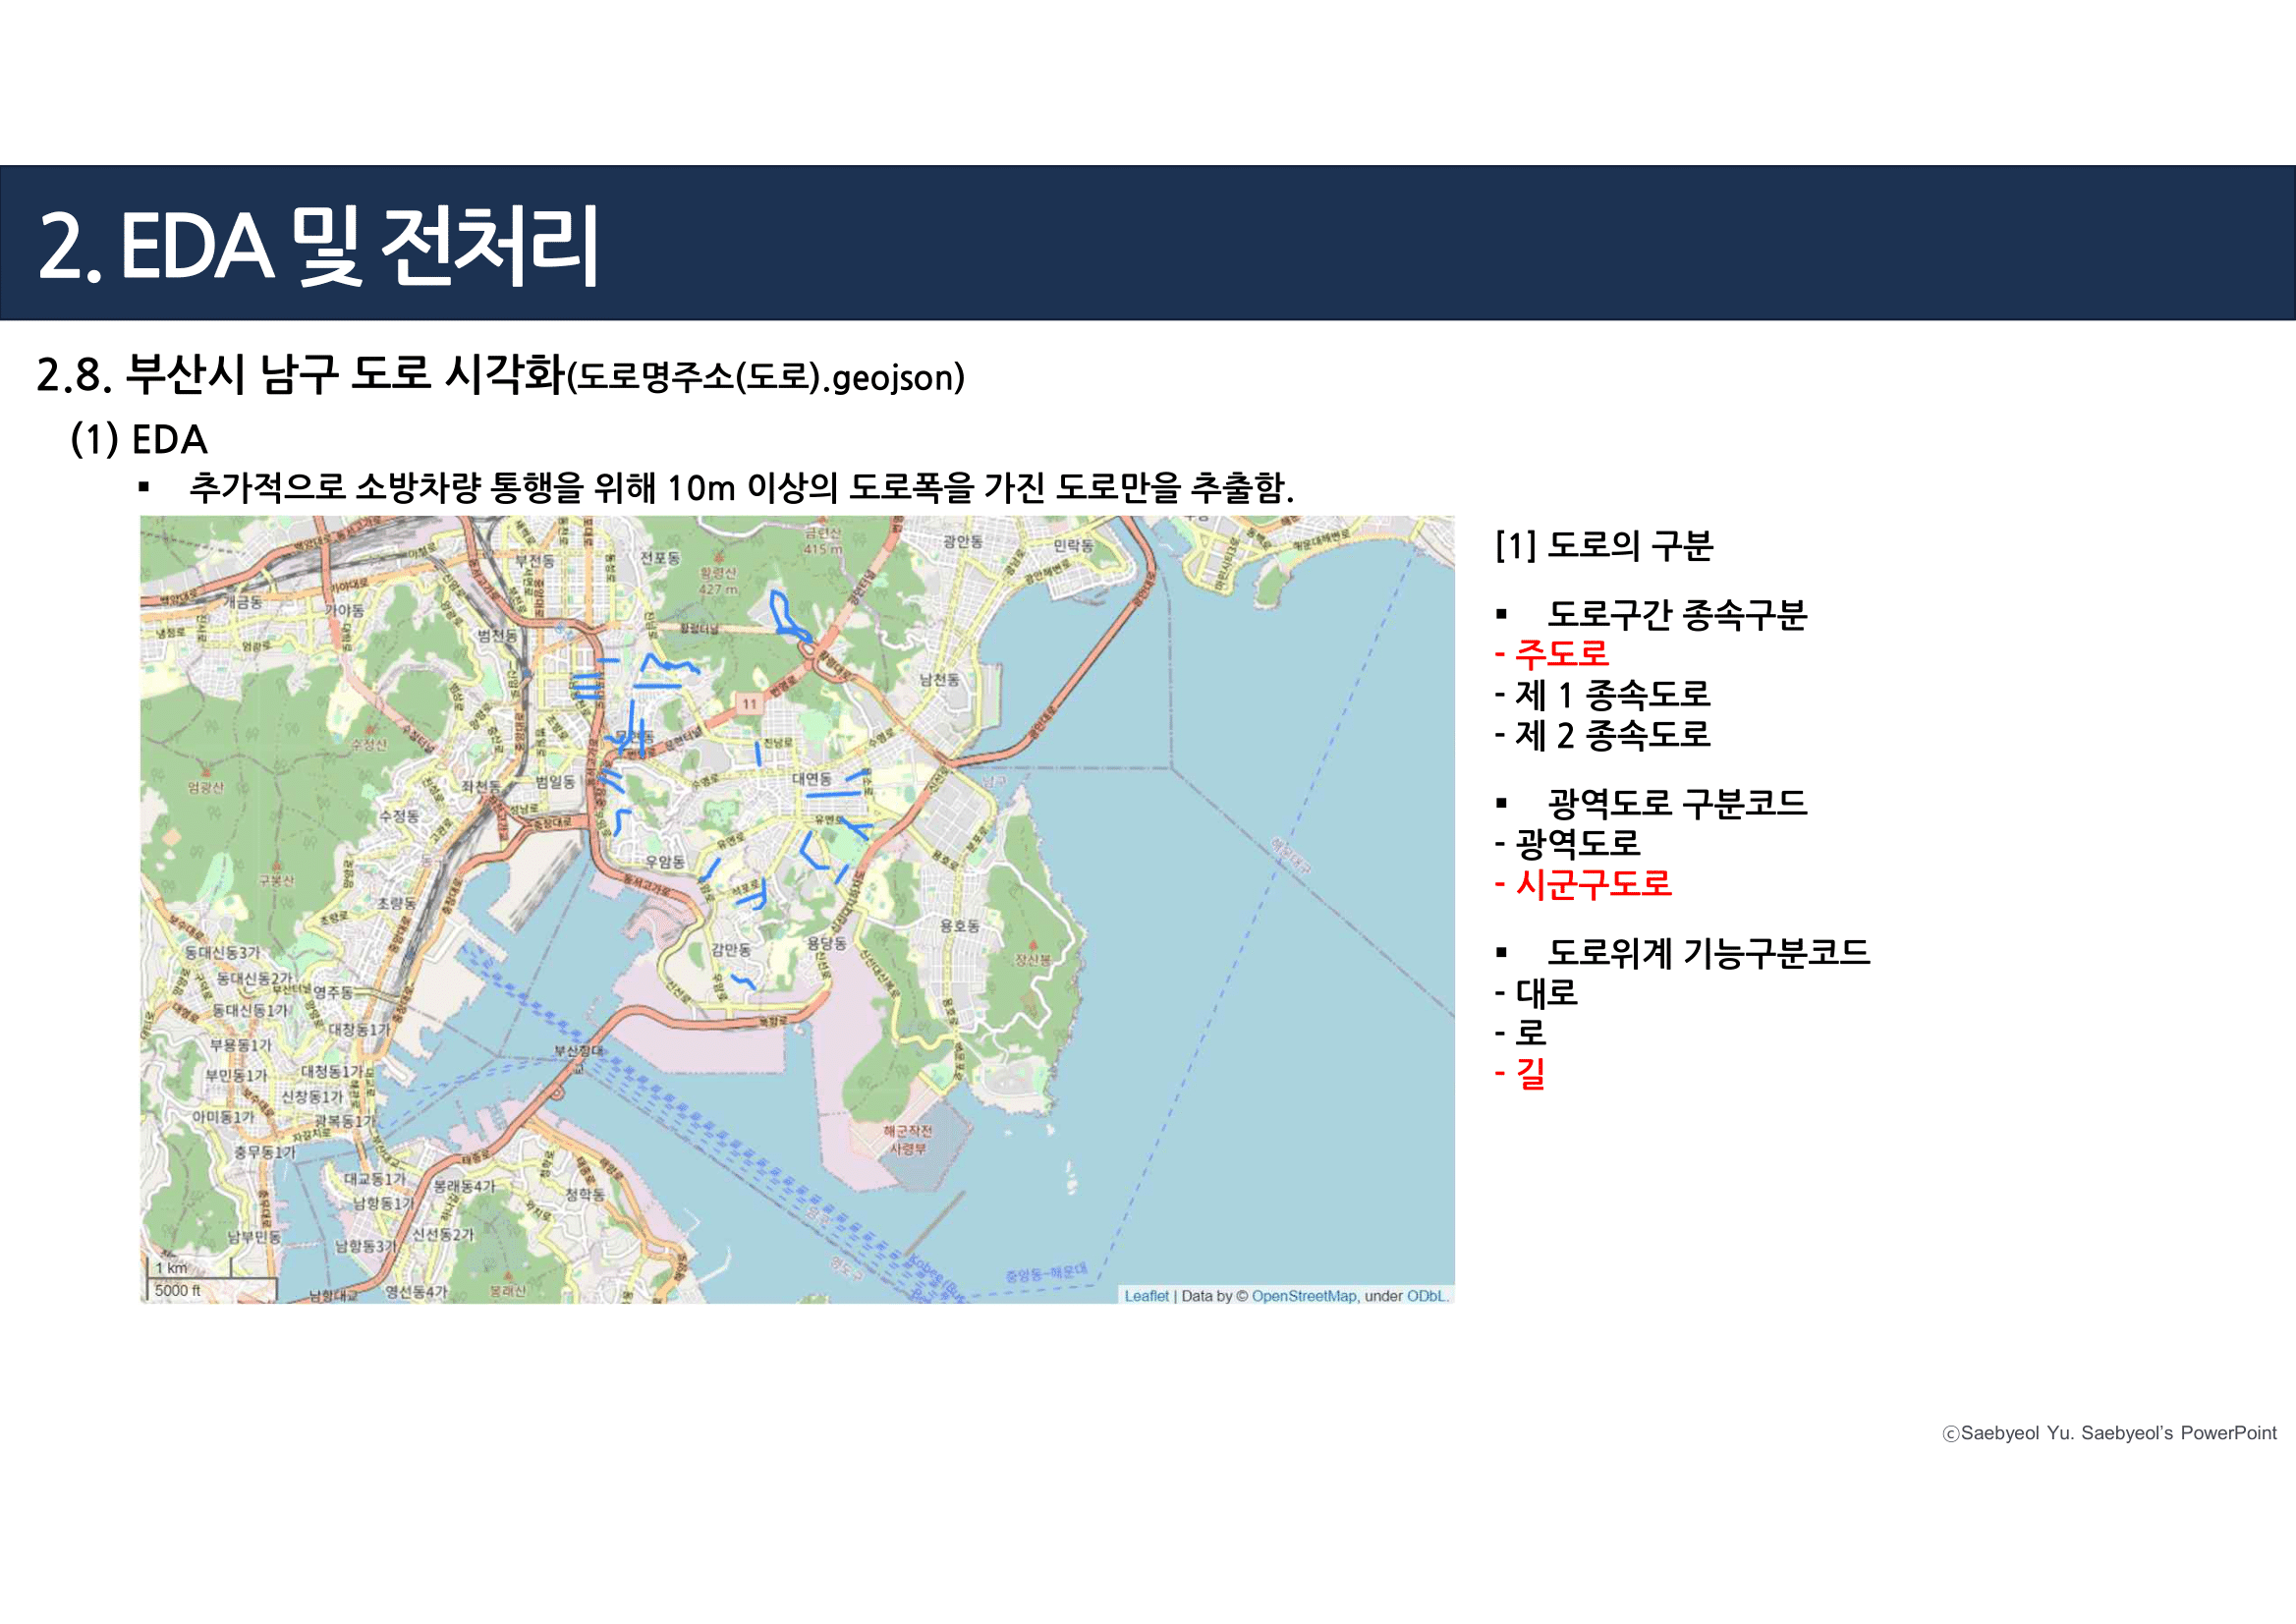 2. EDA 및 전처리
2.8. 부산시 남구 도로 시각화(도로명주소(도로).geojson)
(1) EDA
▪ 추가적으로 소방차량 통행을 위해 10m 이상의 도로폭을 가진 도로만을 추출함.
금련산
415 m
광안동
민락동
부전동
전포동
황령산
427 m
개금동
가야동
가야대로
범천동
황령터널
남천동
11
수정산
엄광산
좌천동
범일동
대연동
진남로
수정동
충장대로
우암동
구봉산
초량동
감만동
용당동
용호동
장산봉
동대신동3가
동대신동2가
영주동
동대신동1가
대창동1가
부용동1가
부민동1가
대청동1가
신창동1가
아미동1가
광복동1가
자갈치로
충무동1가
부산항대
교
해군작전
사령부
대교동1가
봉래동4가
남항동1가
청학동
신선동2가
남부민동
남항동3가
영선동4가
봉래산
남항대교
중앙동-해운대
1 km
5000 ft
Leaflet | Data by © OpenStreetMap, under ODbL.
[1] 도로의 구분
▪ 도로구간 종속구분
- 주도로
- 제 1 종속도로
- 제 2 종속도로
▪ 광역도로 구분코드
- 광역도로
- 시군구도로
▪ 도로위계 기능구분코드
- 대로
- 로
- 길
ⓒSaebyeol Yu. Saebyeol's PowerPoint